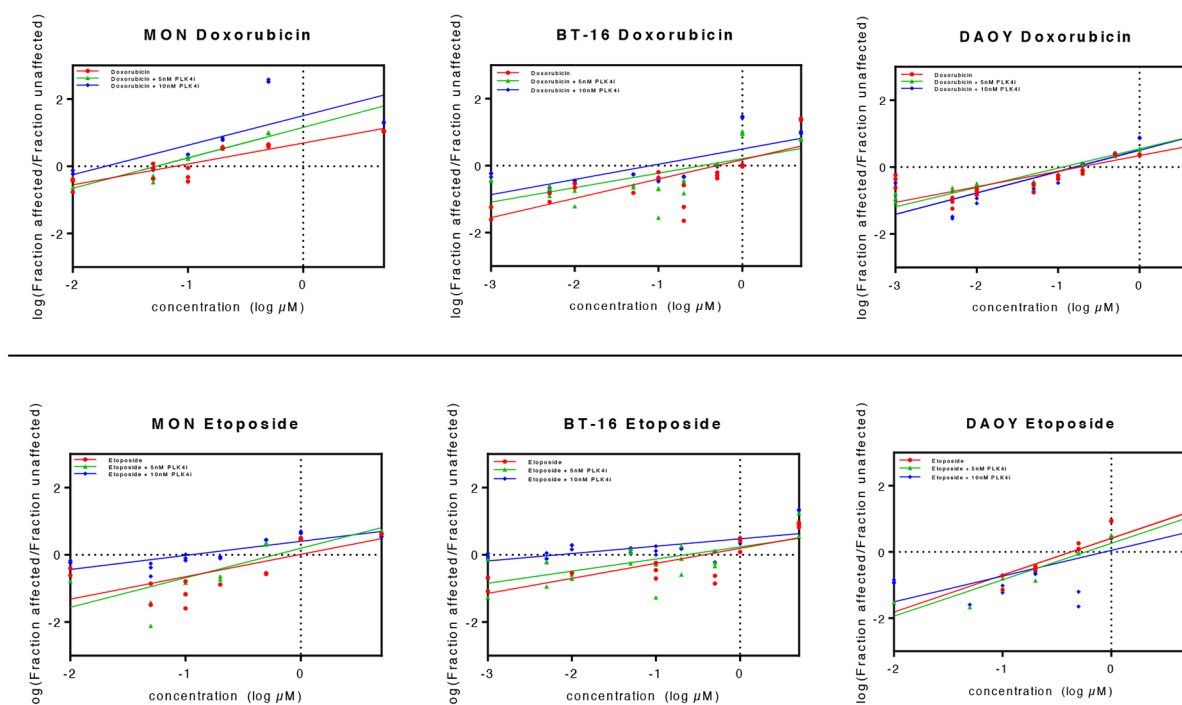 MON Doxorubicin
Doxorubicin
Doxorubicin + 5nM PLK4i
Doxorubicin + 10nM PLK4i
log(Fraction affected/Fraction unaffected)
2
0
-2
-2
-1
0
concentration (log µM)
BT-16 Doxorubicin
Doxorubicin
Doxorubicin + 5nM PLK4i
Doxorubicin + 10nM PLK4i
log(Fraction affected/Fraction unaffected)
2
0
-2
-3
-2
-1
0
concentration (log µM)
DAOY Doxorubicin
Doxorubicin
Doxorubicin + 5nM PLK4i
Doxorubicin + 10nM PLK4i
log(Fraction affected/Fraction unaffected)
2
0
-2
-3
-2
-1
0
concentration (log µM)
MON Etoposide
Etoposide
Etoposide + 5nM PLK4i
Etoposide + 10nM PLK4i
og(Fraction affected/Fraction unaffected)
2
0
-2
-2
-1
0
concentration (log µM)
BT-16 Etoposide
Etoposide
Etoposide + 5nM PLK4i
Etoposide + 10nM PLK4i
og(Fraction affected/Fraction unaffected)
2
0
-2
-3
-2
-1
0
concentration (log µM)
DAOY Etoposide
Etoposide
Etoposide + 5nM PLK4i
Etoposide + 10nM PLK4i
log(Fraction affected/Fraction unaffected)
2
0
-2
-2
-1
0
concentration (log µM)